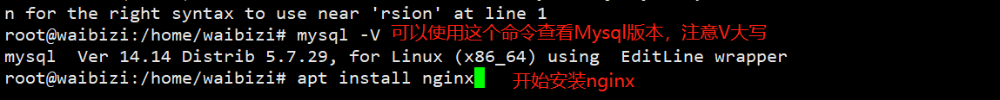 n for the right syntax to use near 'rsion' at line 1
root@waibizi:/home/waibizi# mysql -V 可以使用这个命令查看Mysql版本，注意V大写
mysql  Ver 14.14 Distrib 5.7.29, for Linux (x86_64) using  EditLine wrapper
root@waibizi:/home/waibizi# apt install nginx 开始安装nginx